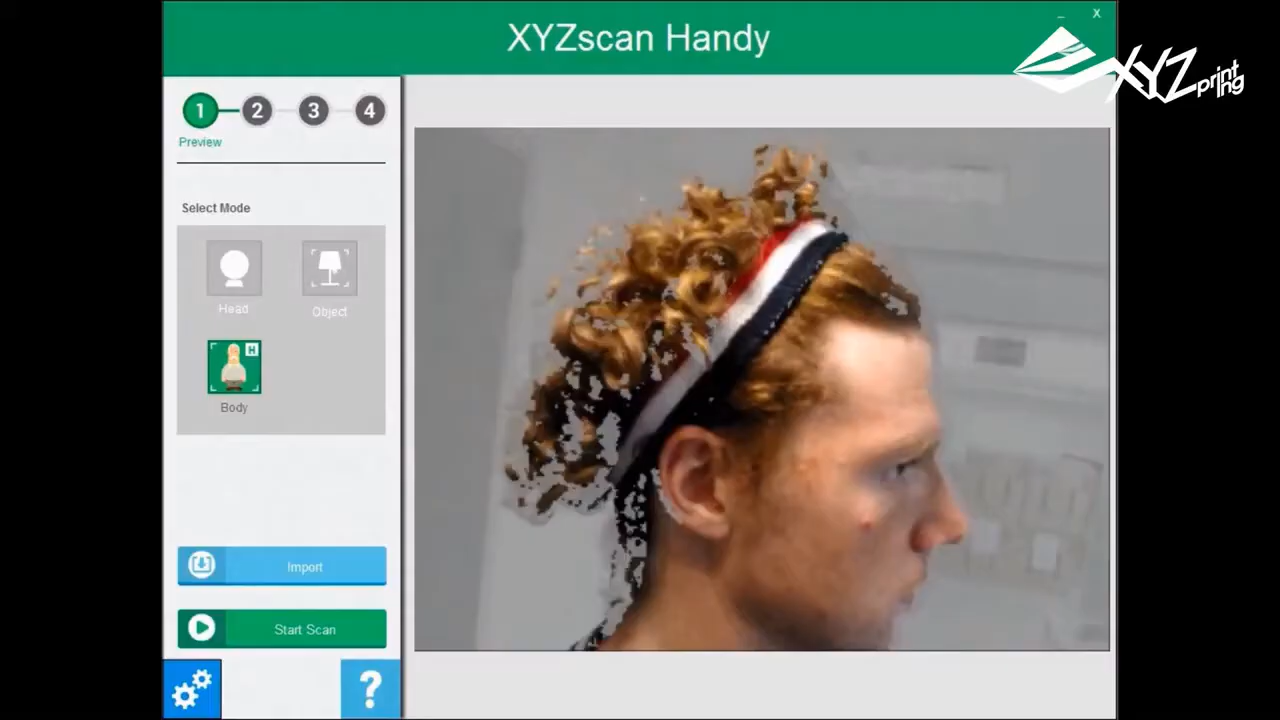 XYZscan Handy
_ X
XYZprinting
1 2 3 4
Preview
Select Mode
Head
Object
H
Body
Import
Start Scan
?